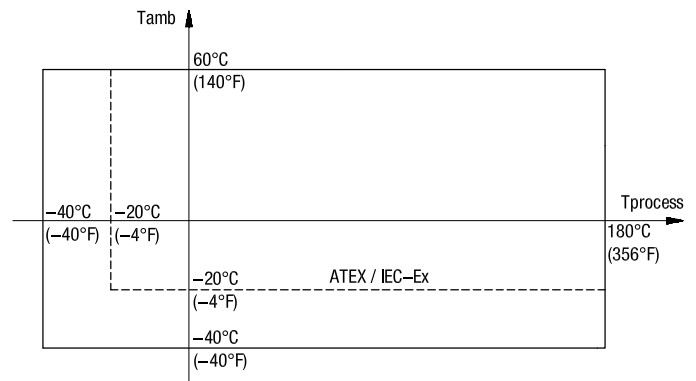 Tamb
60°C
(140°F)
Tprocess
−40°C
(−40°F)
−20°C
(−4°F)
180°C
(356°F)
−20°C
(−4°F)
ATEX / IEC−Ex
−40°C
(−40°F)